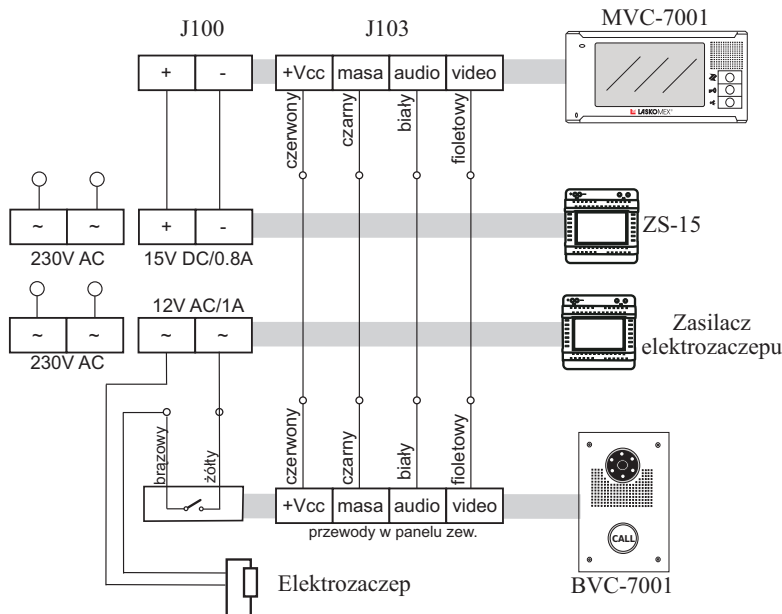 J100
J103
MVC-7001
+ -
+Vcc masa audio video
czerwony
czarny
biały
fioletowy
LASKOMEX
~ ~
+ -
ZS-15
230V AC
15V DC/0.8A
12V AC/1A
~ ~
~ ~
Zasilacz
elektrozaczepu
230V AC
brązowy
żółty
czerwony
czarny
biały
fioletowy
+Vcc masa audio video
przewody w panelu zew.
CALL
BVC-7001
Elektrozaczep